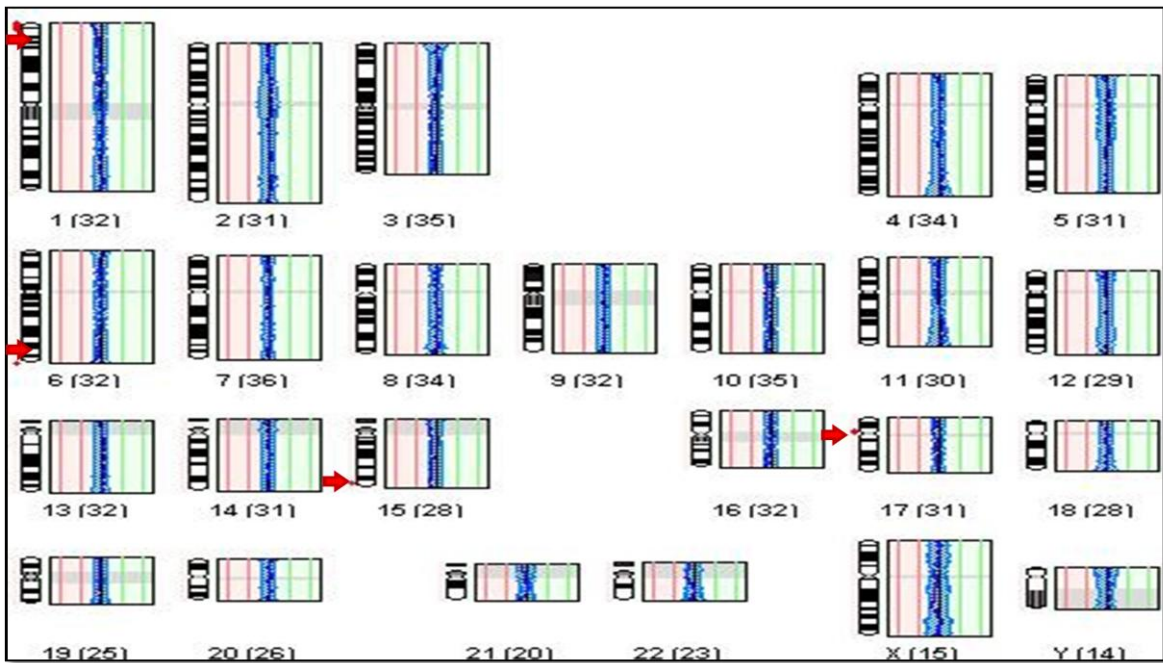 1 (32) 2 (31) 3 (35) 4 (34) 5 (31)
6 (32) 7 (36) 8 (34) 9 (32) 10 (35) 11 (30) 12 (29)
13 (32) 14 (31) 15 (28) 16 (32) 17 (31) 18 (28)
19 (25) 20 (26) 21 (20) 22 (23) X (15) Y (14)